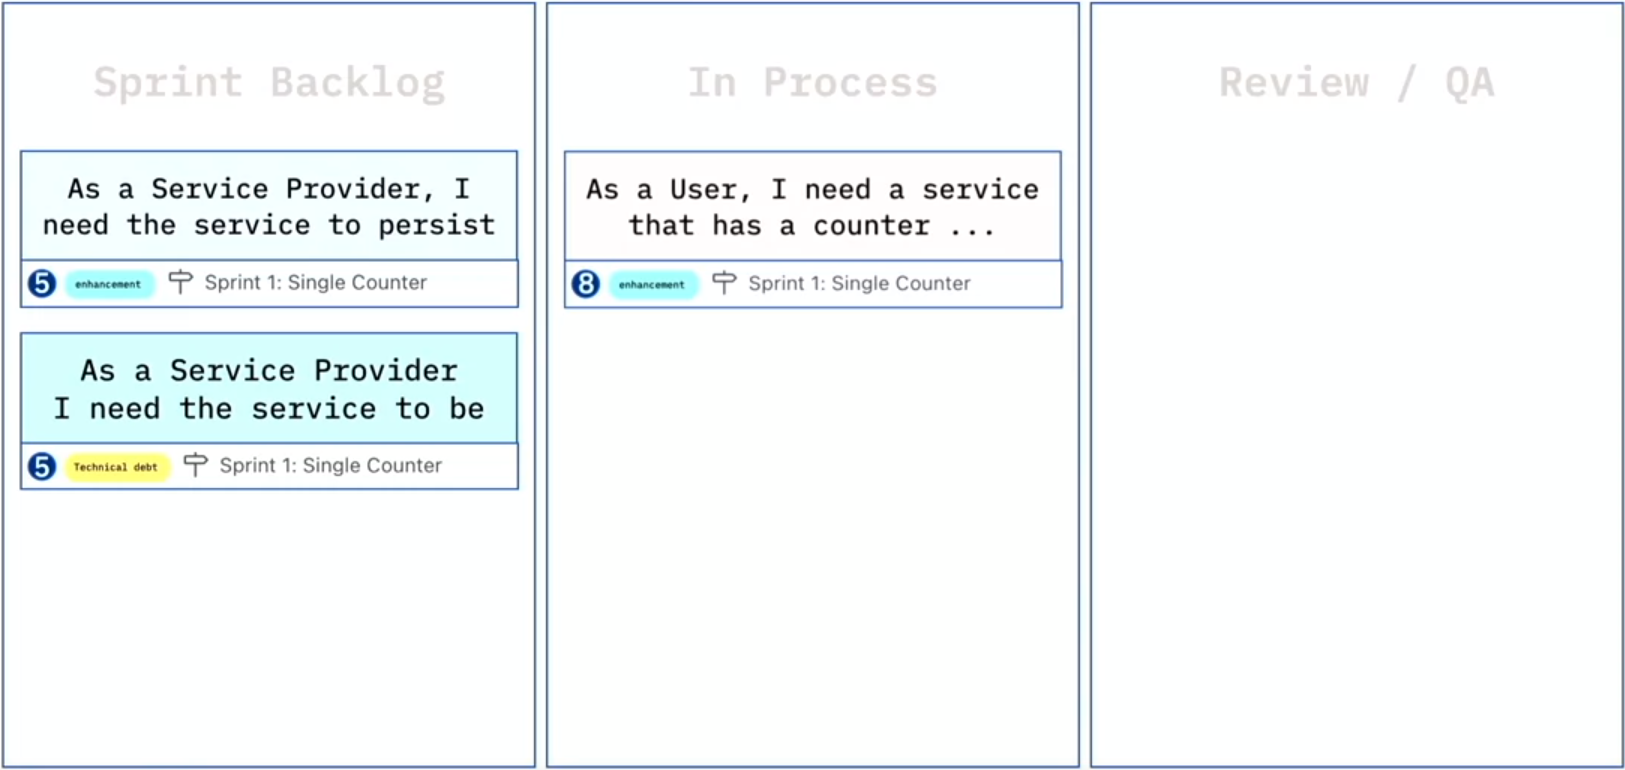 Sprint Backlog
As a Service Provider, I
need the service to persist
5 enhancement Sprint 1: Single Counter
As a Service Provider
I need the service to be
5 Technical debt Sprint 1: Single Counter
In Process
As a User, I need a service
that has a counter ...
8 enhancement Sprint 1: Single Counter
Review / QA